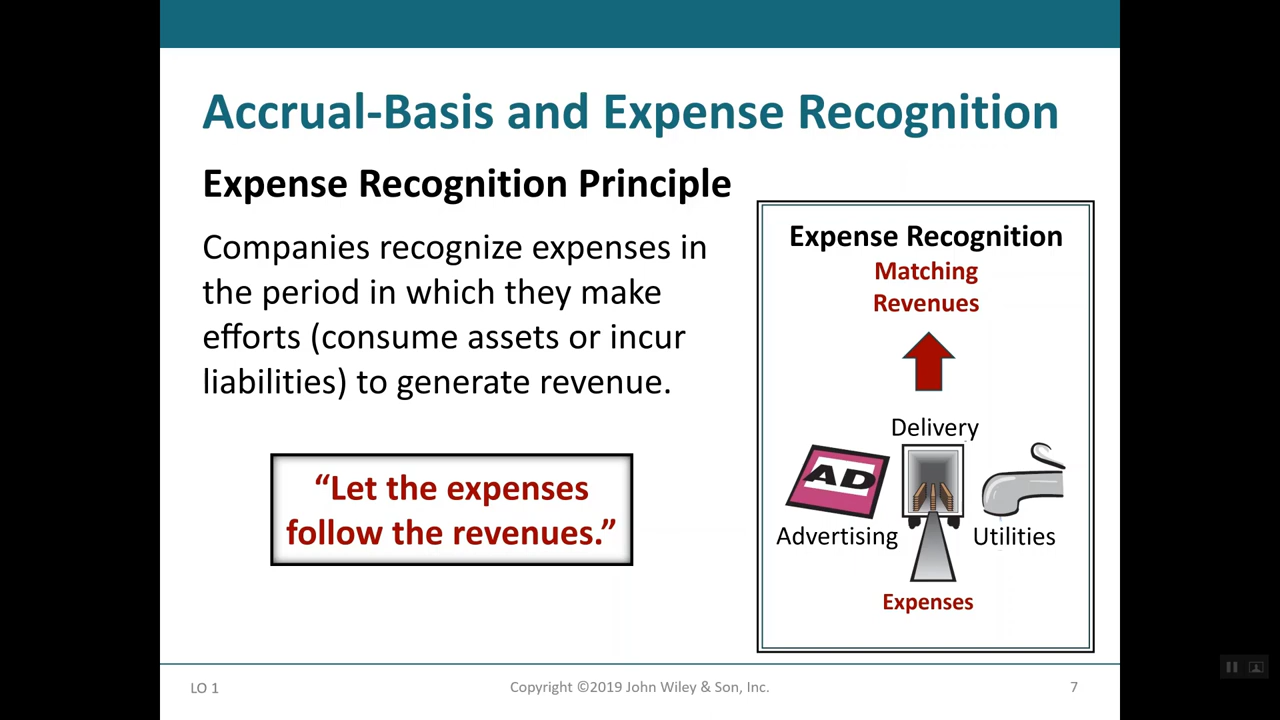 Accrual-Basis and Expense Recognition
Expense Recognition Principle
Companies recognize expenses in
the period in which they make
efforts (consume assets or incur
liabilities) to generate revenue.
“Let the expenses
follow the revenues.”
Expense Recognition
Matching
Revenues
Delivery
AD
Advertising
Utilities
Expenses
LO 1
Copyright ©2019 John Wiley & Son, Inc.
7